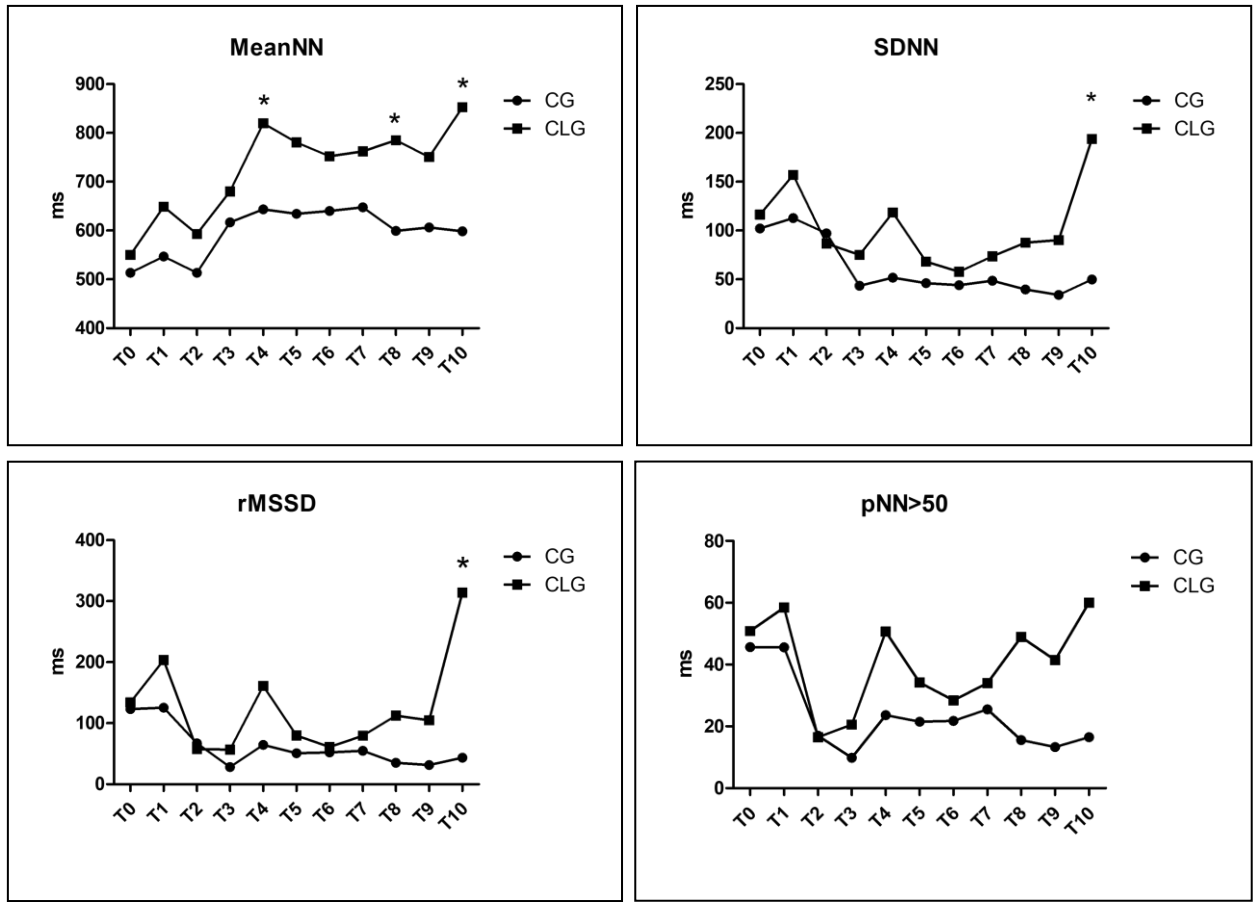 MeanNN
900
800
700
600
500
400
ms
T0 T1 T2 T3 T4 T5 T6 T7 T8 T9 T10
* * *
CG
CLG
SDNN
250
200
150
100
50
0
ms
T0 T1 T2 T3 T4 T5 T6 T7 T8 T9 T10
*
CG
CLG
rMSSD
400
300
200
100
0
ms
T0 T1 T2 T3 T4 T5 T6 T7 T8 T9 T10
*
CG
CLG
pNN>50
80
60
40
20
0
ms
T0 T1 T2 T3 T4 T5 T6 T7 T8 T9 T10
CG
CLG